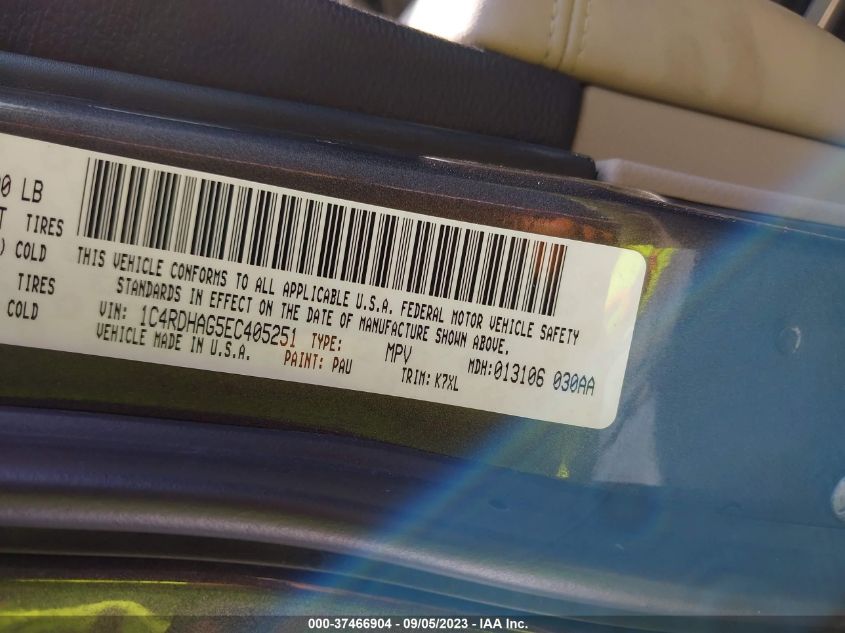 00 LB
TIRES
) COLD
TIRES
COLD
THIS VEHICLE CONFORMS TO ALL APPLICABLE U.S.A. FEDERAL MOTOR VEHICLE SAFETY
STANDARDS IN EFFECT ON THE DATE OF MANUFACTURE SHOWN ABOVE.
VIN: 1C4RDHAG5EC405251 TYPE: MPV MDH:013106 030AA
VEHICLE MADE IN U.S.A. PAINT: PAU TRIM: K7XL
000-37466904 - 09/05/2023 - IAA Inc.